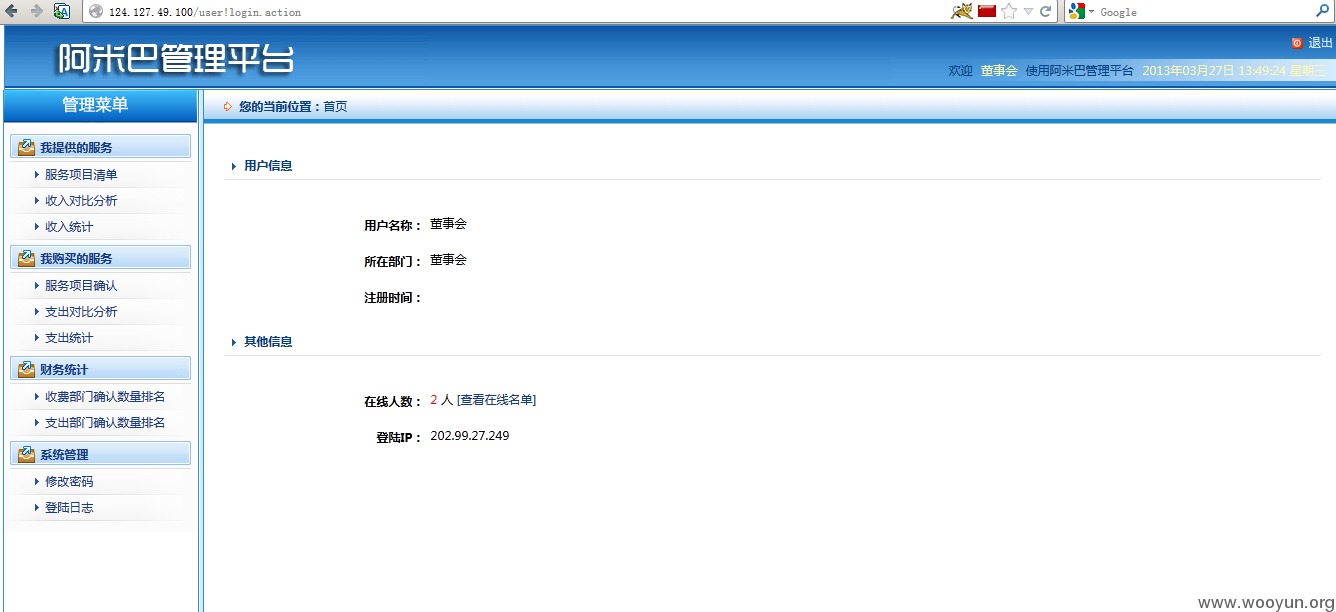 124.127.49.100/user!login.action
Google
阿米巴管理平台
退出
欢迎 董事会 使用阿米巴管理平台 2013年03月27日 13:49:24 星期三
管理菜单
您的当前位置：首页
我提供的服务
服务项目清单
收入对比分析
收入统计
我购买的服务
服务项目确认
支出对比分析
支出统计
财务统计
收费部门确认数量排名
支出部门确认数量排名
系统管理
修改密码
登陆日志
用户信息
用户名称： 董事会
所在部门： 董事会
注册时间：
其他信息
在线人数： 2 人 [查看在线名单]
登陆IP： 202.99.27.249
www.wooyun.org